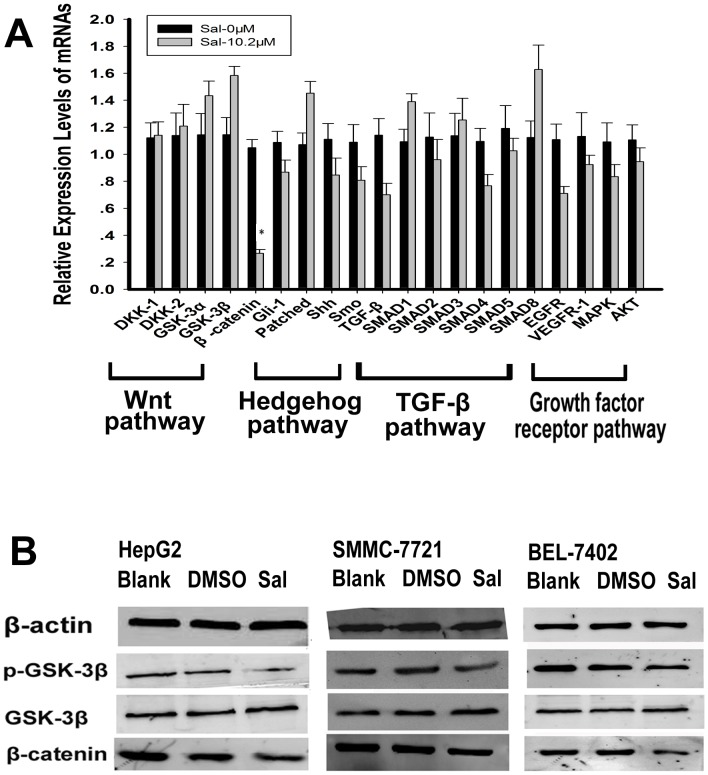 A
Relative Expression Levels of mRNAs
2.0
1.8
1.6
1.4
1.2
1.0
.8
.6
.4
.2
0.0
Sal-0μM
Sal-10.2μM
*
DKK-1
DKK-2
GSK-3α
GSK-3β
β -catenin
Gli-1
Patched
Shh
Smo
TGF-β
SMAD1
SMAD2
SMAD3
SMAD4
SMAD5
SMAD8
EGFR
VEGFR-1
MAPK
AKT
Wnt
pathway
Hedgehog
pathway
TGF-β
pathway
Growth factor
receptor pathway
B
HepG2
SMMC-7721
BEL-7402
Blank DMSO Sal
Blank DMSO Sal
Blank DMSO Sal
β-actin
p-GSK-3β
GSK-3β
β-catenin